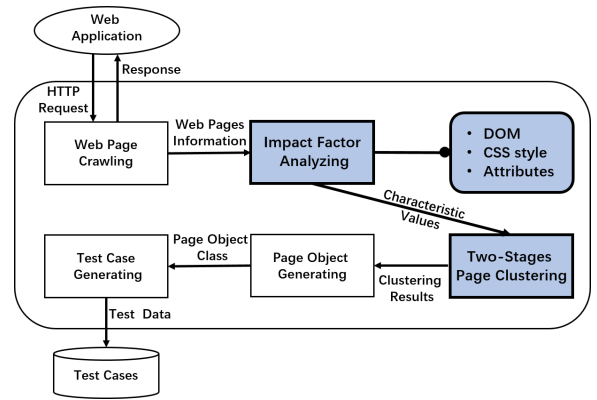 Web
Application
HTTP
Request
Response
Web Page
Crawling
Web Pages
Information
Impact Factor
Analyzing
• DOM
• CSS style
• Attributes
Characteristic
Values
Two-Stages
Page Clustering
Clustering
Results
Page Object
Generating
Page Object
Class
Test Case
Generating
Test Data
Test Cases